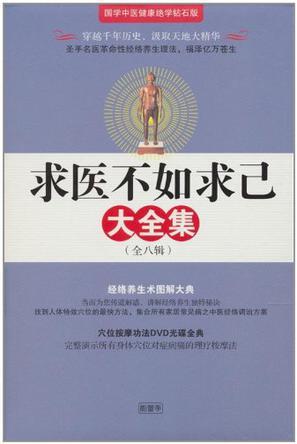 国学中医健康绝学钻石版
穿越千年历史，汲取天地大精华
圣手名医革命性经络养生理法，福泽亿万苍生
求医不如求己
大全集
（全八辑）
经络养生术图解大典
当面为您传道解惑、讲解经络养生独特秘诀
找到人体特效穴位的最快方法，集合所有家居常见病之中医经络调治方案
穴位按摩功法DVD光碟全典
完整演示所有身体穴位对症病痛的理疗按摩法